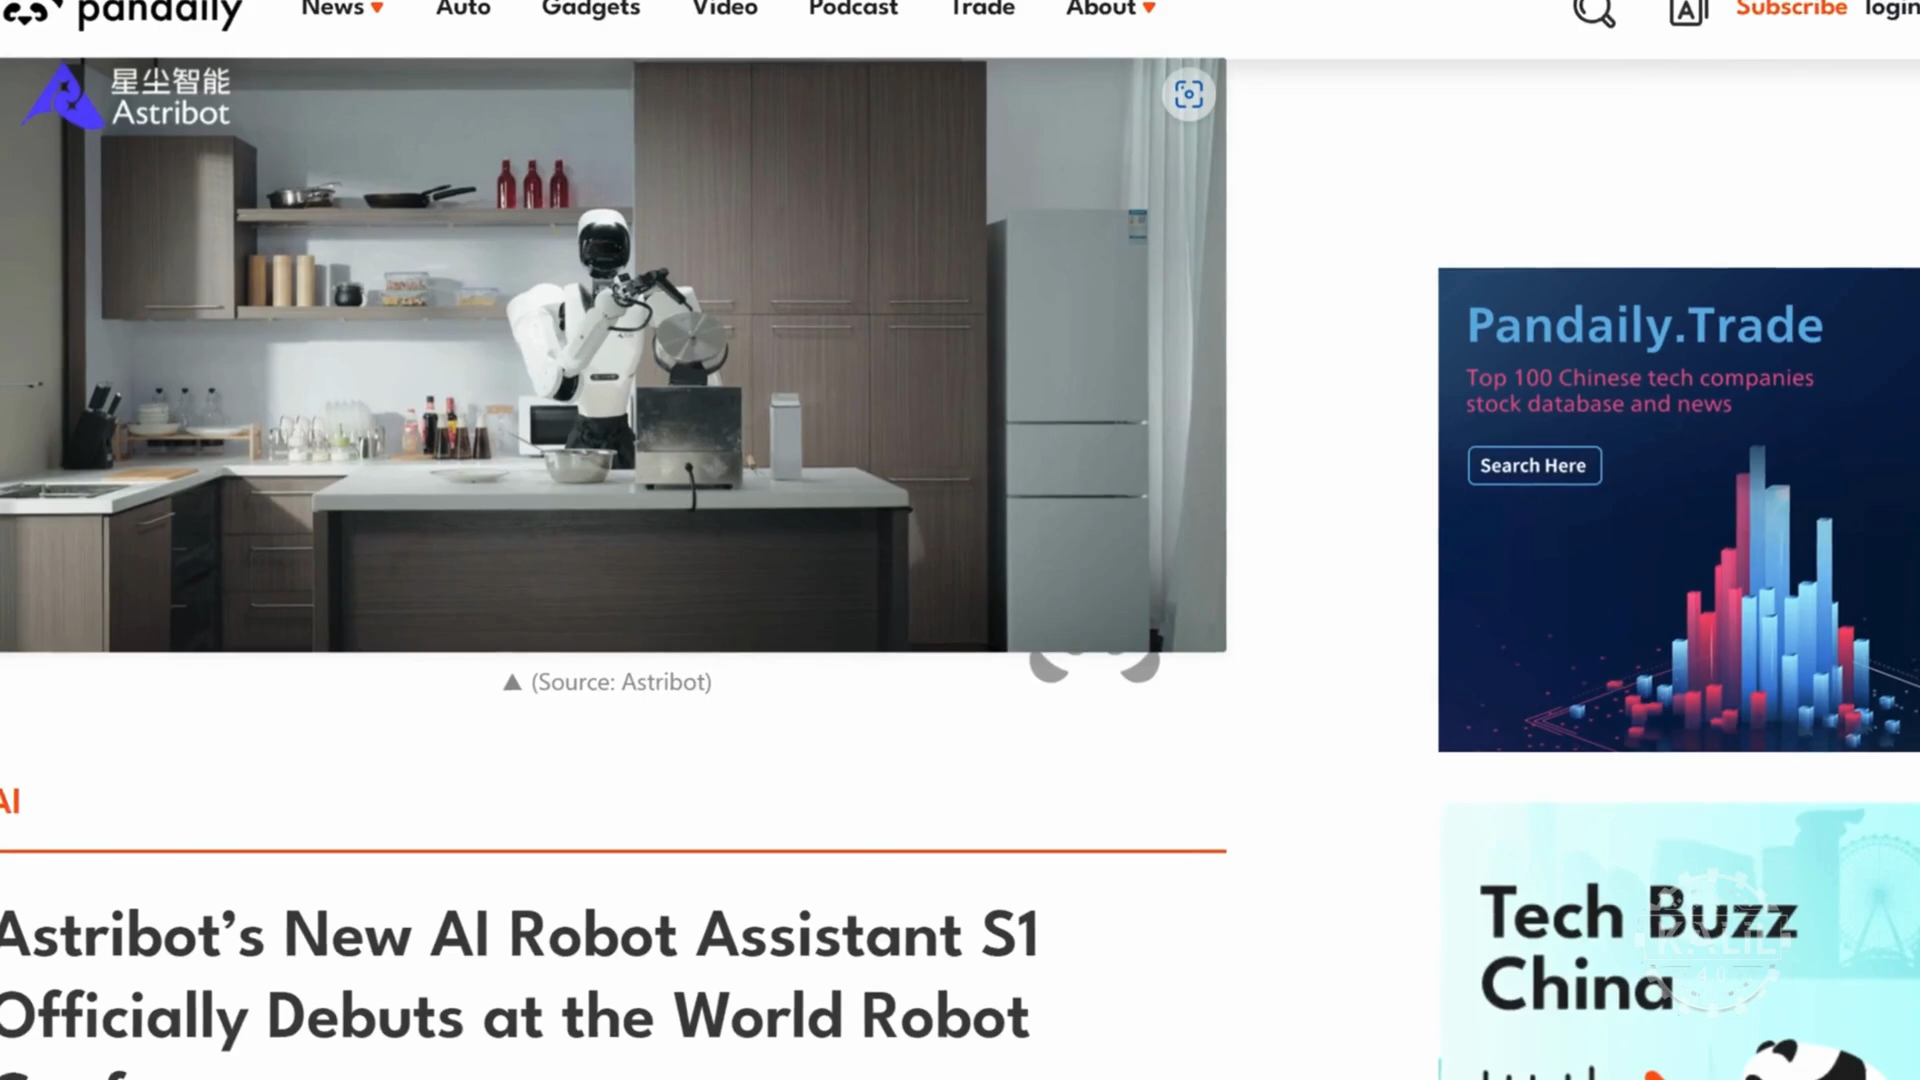 pandaily
News
Auto
Gadgets
Video
Podcast
Trade
About
A
Subscribe
login
星尘智能
Astribot
▲ (Source: Astribot)
AI
Astribot’s New AI Robot Assistant S1
Officially Debuts at the World Robot
Pandaily.Trade
Top 100 Chinese tech companies
stock database and news
Search Here
Tech Buzz
China